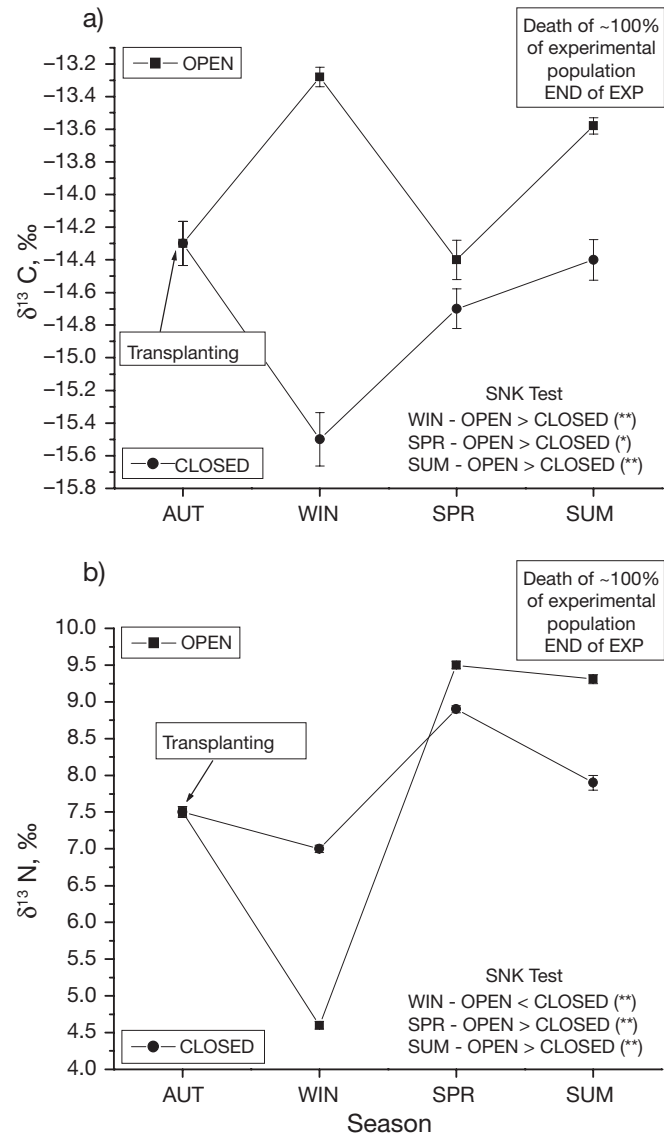 a)
Death of ~100%
of experimental
population
END of EXP
OPEN
–13.2
–13.4
–13.6
–13.8
–14.0
–14.2
–14.4
–14.6
–14.8
–15.0
–15.2
–15.4
–15.6
–15.8
δ¹³ C, ‰
Transplanting
SNK Test
WIN - OPEN > CLOSED (**)
SPR - OPEN > CLOSED (*)
SUM - OPEN > CLOSED (**)
CLOSED
AUT WIN SPR SUM
b)
Death of ~100%
of experimental
population
END of EXP
OPEN
10.0
9.5
9.0
8.5
8.0
7.5
7.0
6.5
6.0
5.5
5.0
4.5
4.0
δ¹³ N, ‰
Transplanting
SNK Test
WIN - OPEN < CLOSED (**)
SPR - OPEN > CLOSED (**)
SUM - OPEN > CLOSED (**)
CLOSED
AUT WIN SPR SUM
Season